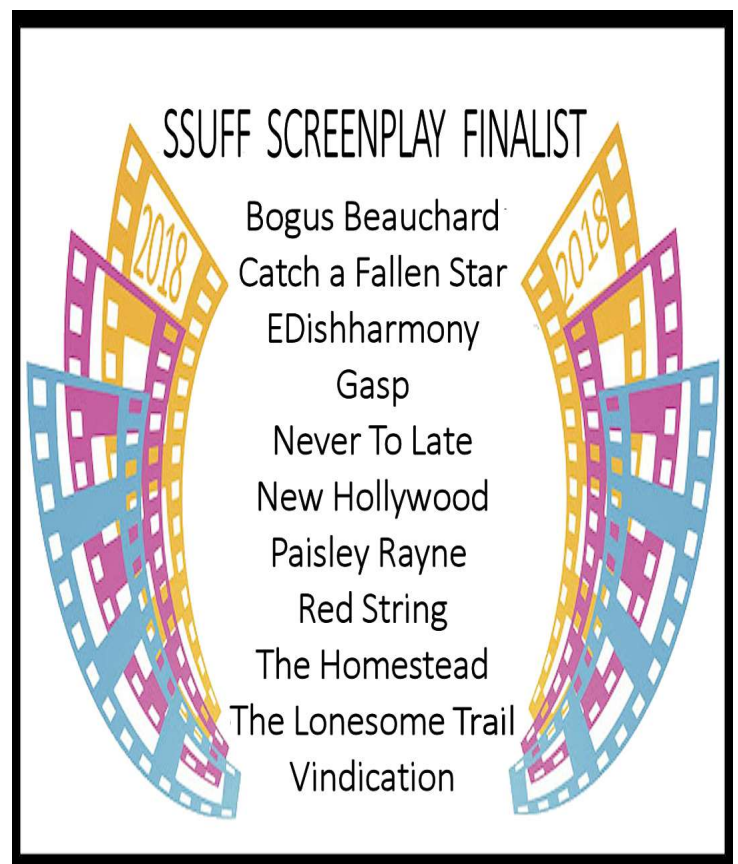 SSUFF SCREENPLAY FINALIST
2018
2018
Bogus Beauchard
Catch a Fallen Star
EDishharmony
Gasp
Never To Late
New Hollywood
Paisley Rayne
Red String
The Homestead
The Lonesome Trail
Vindication